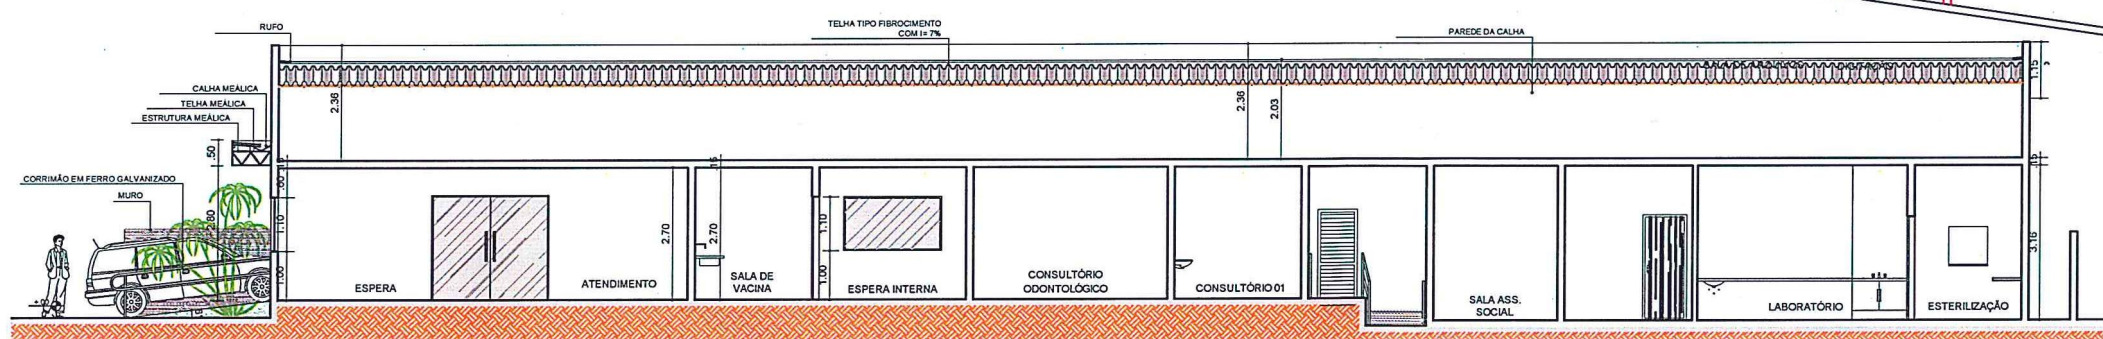 RUFO
TELHA TIPO FIBROCIMENTO
COM I= 7%
PAREDE DA CALHA
CALHA MEÁLICA
TELHA MEÁLICA
ESTRUTURA MEÁLICA
CORRIMÃO EM FERRO GALVANIZADO
MURO
2.36
2.36
2.03
1.15
.50
.15
.15
.15
.60
2.80
1.10
1.00
2.70
2.70
1.10
1.00
3.16
ESPERA
ATENDIMENTO
SALA DE
VACINA
ESPERA INTERNA
CONSULTÓRIO
ODONTOLÓGICO
CONSULTÓRIO 01
SALA ASS.
SOCIAL
LABORATÓRIO
ESTERILIZAÇÃO